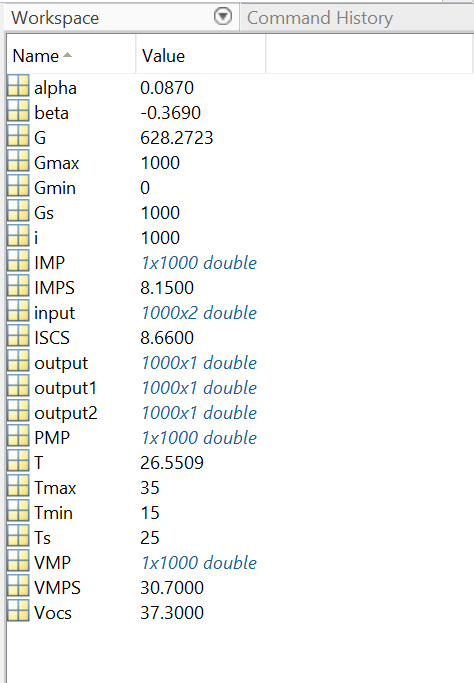 Workspace Command History
Name Value
alpha 0.0870
beta -0.3690
G 628.2723
Gmax 1000
Gmin 0
Gs 1000
i 1000
IMP 1x1000 double
IMPS 8.1500
input 1000x2 double
ISCS 8.6600
output 1000x1 double
output1 1000x1 double
output2 1000x1 double
PMP 1x1000 double
T 26.5509
Tmax 35
Tmin 15
Ts 25
VMP 1x1000 double
VMPS 30.7000
Vocs 37.3000